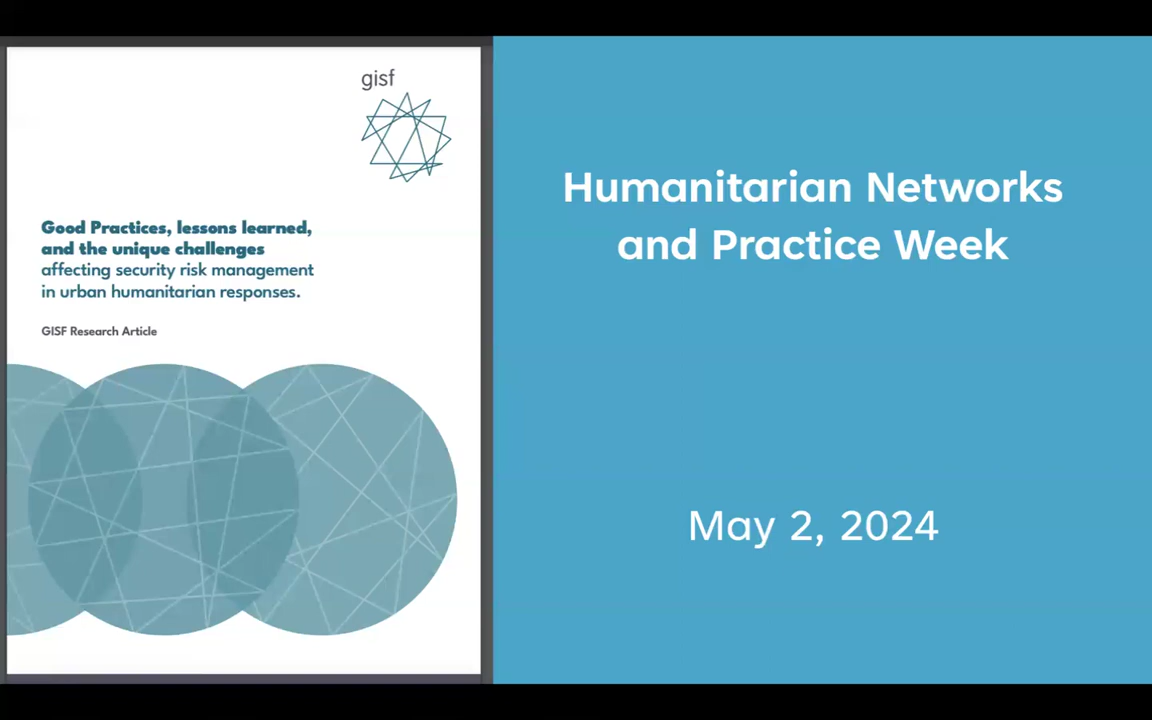 gisf
Good Practices, lessons learned,
and the unique challenges
affecting security risk management
in urban humanitarian responses.
GISF Research Article
Humanitarian Networks
and Practice Week
May 2, 2024